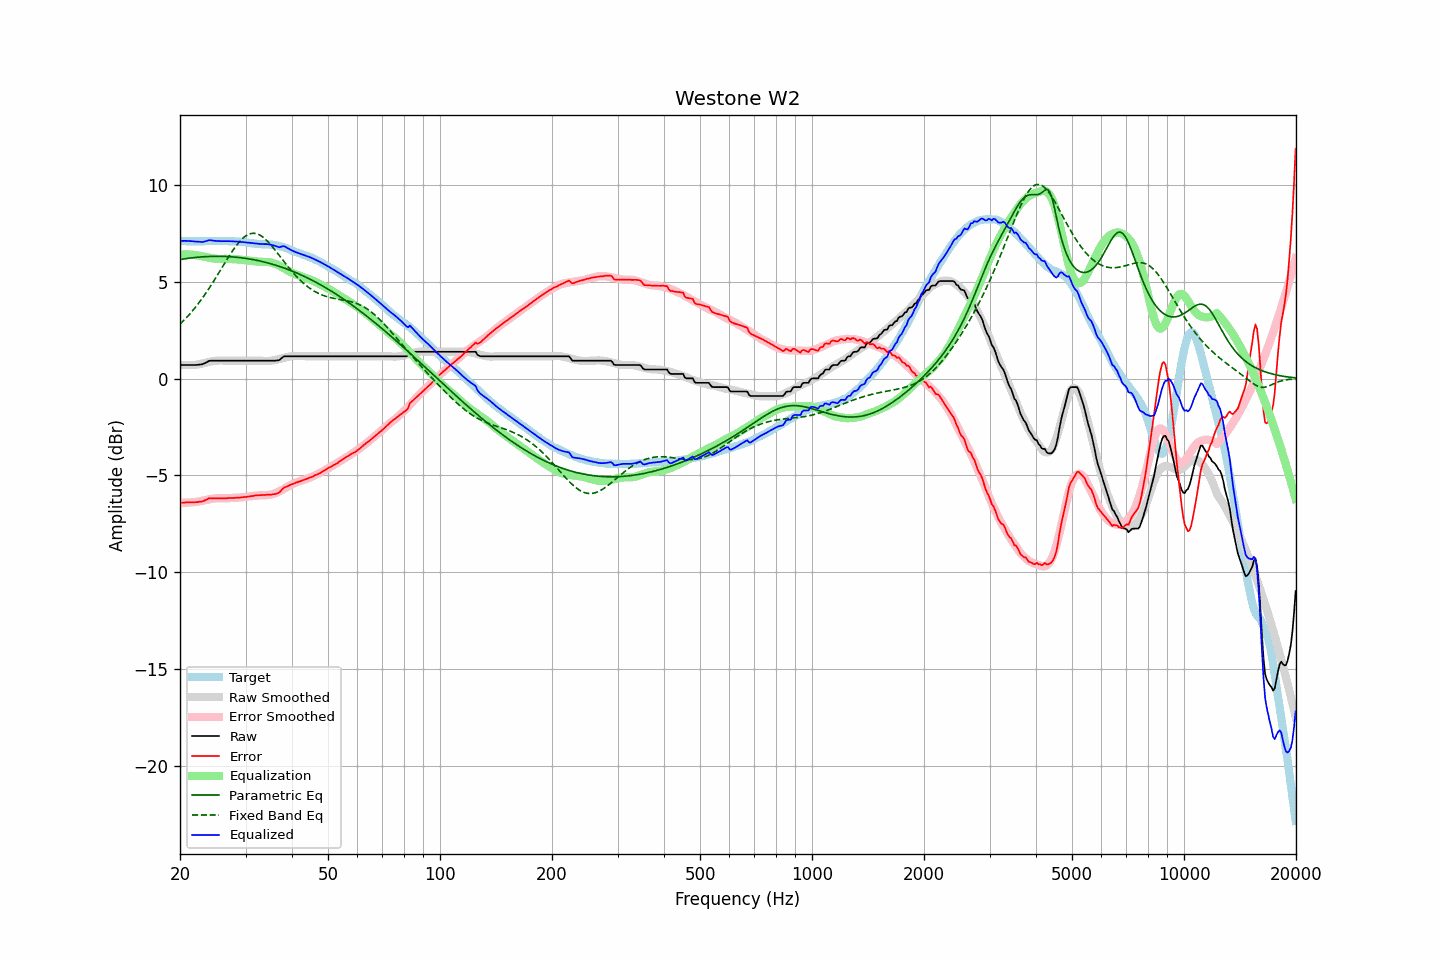 Westone W2
Amplitude (dBr)
10
5
0
−5
−10
−15
−20
Target
Raw Smoothed
Error Smoothed
Raw
Error
Equalization
Parametric Eq
Fixed Band Eq
Equalized
20
50
100
200
500
1000
2000
5000
10000
20000
Frequency (Hz)